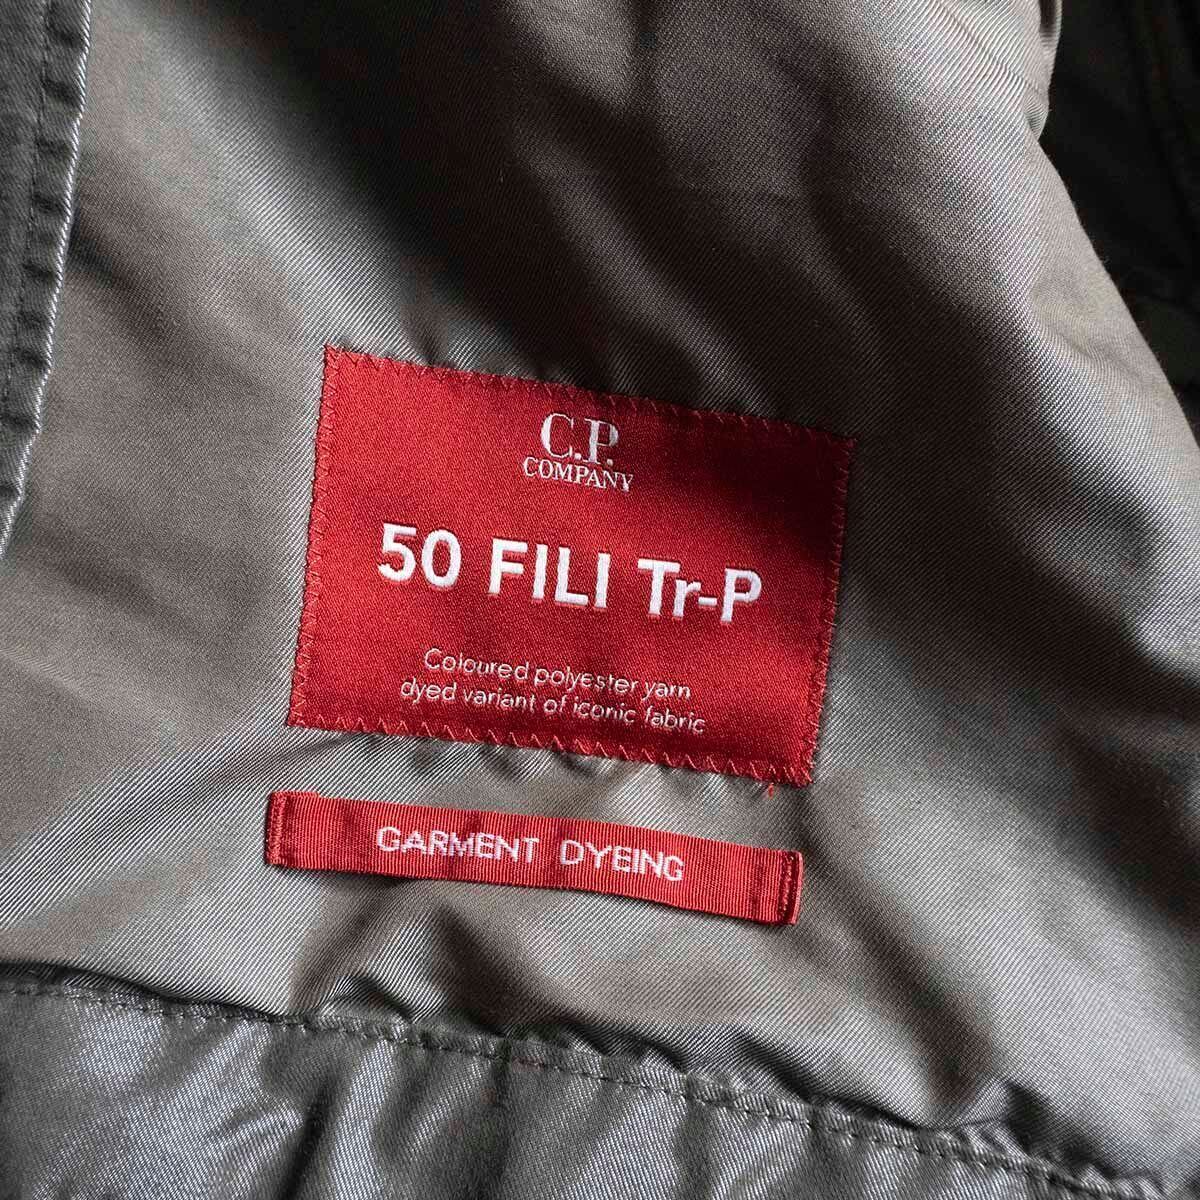 C.P.
COMPANY
50 FILI Tr-P
Coloured polyester yarn
dyed variant of iconic fabric
GARMENT DYEING